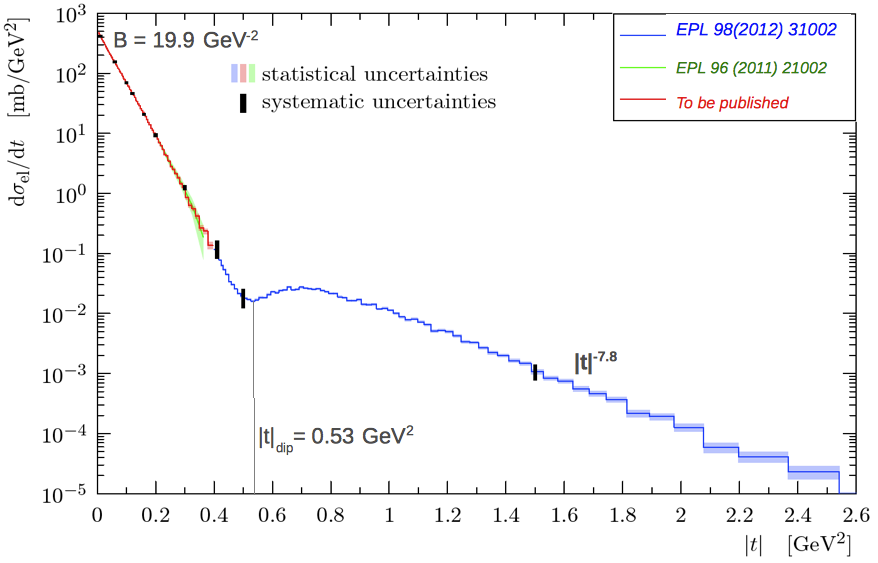 B = 19.9 GeV-2
statistical uncertainties
systematic uncertainties
EPL 98(2012) 31002
EPL 96 (2011) 21002
To be published
dσel/dt [mb/GeV2]
10^3
10^2
10^1
10^0
10^−1
10^−2
10^−3
10^−4
10^−5
|t|-7.8
|t|dip= 0.53 GeV2
0 0.2 0.4 0.6 0.8 1 1.2 1.4 1.6 1.8 2 2.2 2.4 2.6
|t| [GeV2]